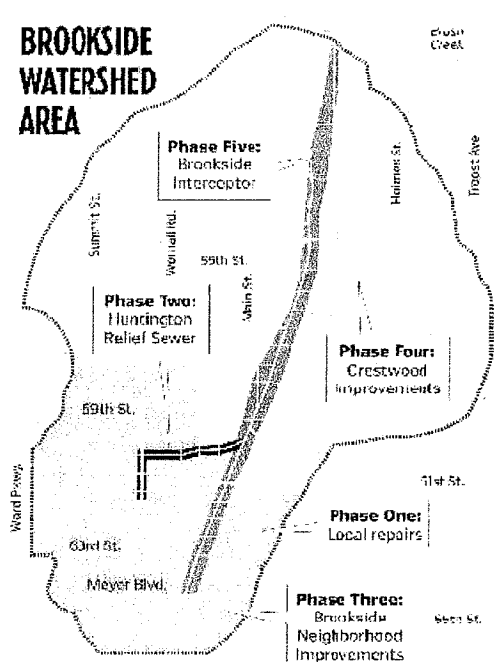 BROOKSIDE
WATERSHED
AREA
Brush
Creek
Phase Five:
Brookside
Interceptor
Summit St.
Wornall Rd.
Holmes St.
Troost Ave
55th St.
Main St.
Phase Two:
Huntington
Relief Sewer
Phase Four:
Crestwood
Improvements
59th St.
Ward Pkwy.
61st St.
Phase One:
Local repairs
63rd St.
Meyer Blvd.
Phase Three:
Brookside
Neighborhood
Improvements